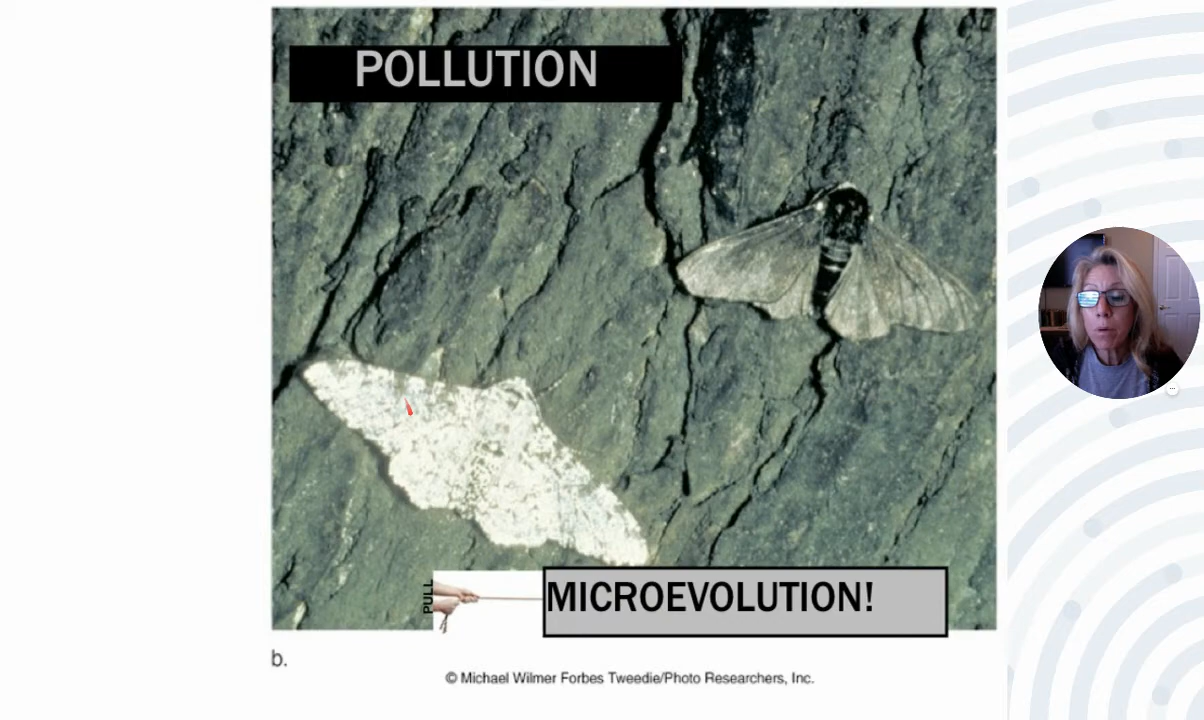 POLLUTION
PULL
MICROEVOLUTION!
b.
© Michael Wilmer Forbes Tweedie/Photo Researchers, Inc.